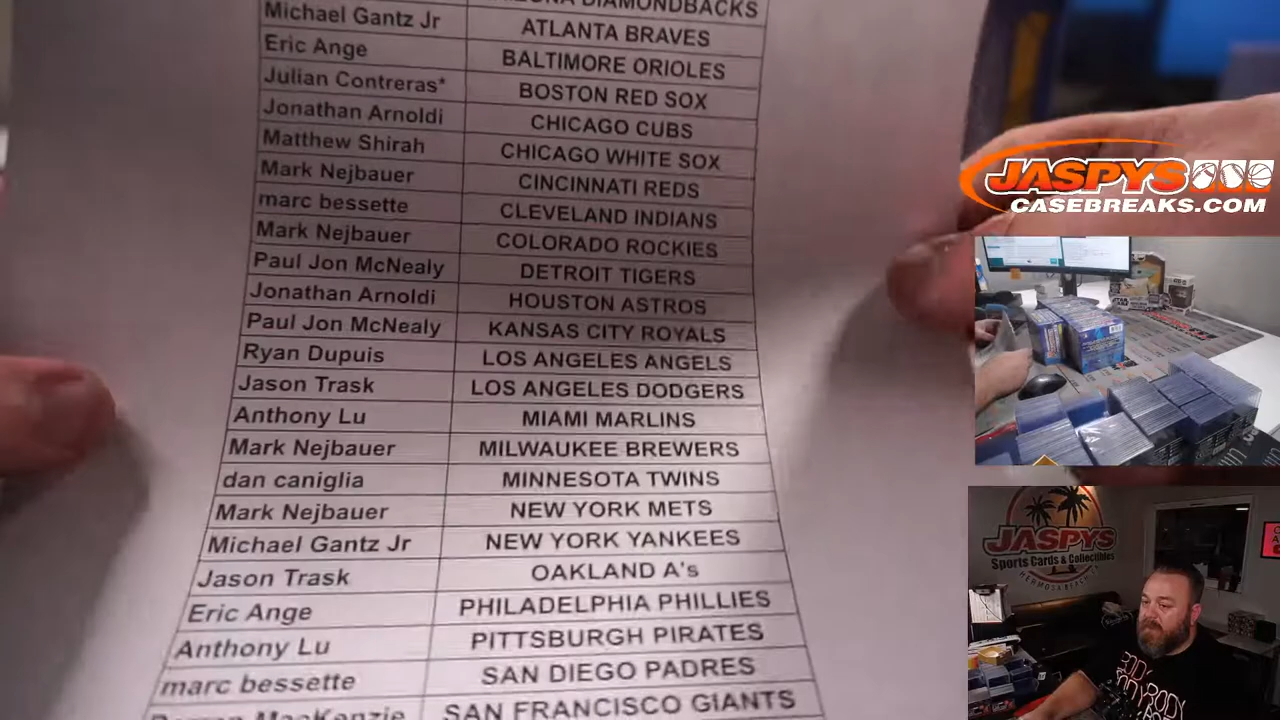 DIAMONDBACKS
Michael Gantz Jr ATLANTA BRAVES
Eric Ange BALTIMORE ORIOLES
Julian Contreras* BOSTON RED SOX
Jonathan Arnoldi CHICAGO CUBS
Matthew Shirah CHICAGO WHITE SOX
Mark Nejbauer CINCINNATI REDS
marc bessette CLEVELAND INDIANS
Mark Nejbauer COLORADO ROCKIES
Paul Jon McNealy DETROIT TIGERS
Jonathan Arnoldi HOUSTON ASTROS
Paul Jon McNealy KANSAS CITY ROYALS
Ryan Dupuis LOS ANGELES ANGELS
Jason Trask LOS ANGELES DODGERS
Anthony Lu MIAMI MARLINS
Mark Nejbauer MILWAUKEE BREWERS
dan caniglia MINNESOTA TWINS
Mark Nejbauer NEW YORK METS
Michael Gantz Jr NEW YORK YANKEES
Jason Trask OAKLAND A's
Eric Ange PHILADELPHIA PHILLIES
Anthony Lu PITTSBURGH PIRATES
marc bessette SAN DIEGO PADRES
MacKenzie SAN FRANCISCO GIANTS
JASPYS
CASEBREAKS.COM
JASPYS
Sports Cards & Collectibles
HERMOSA BEACH